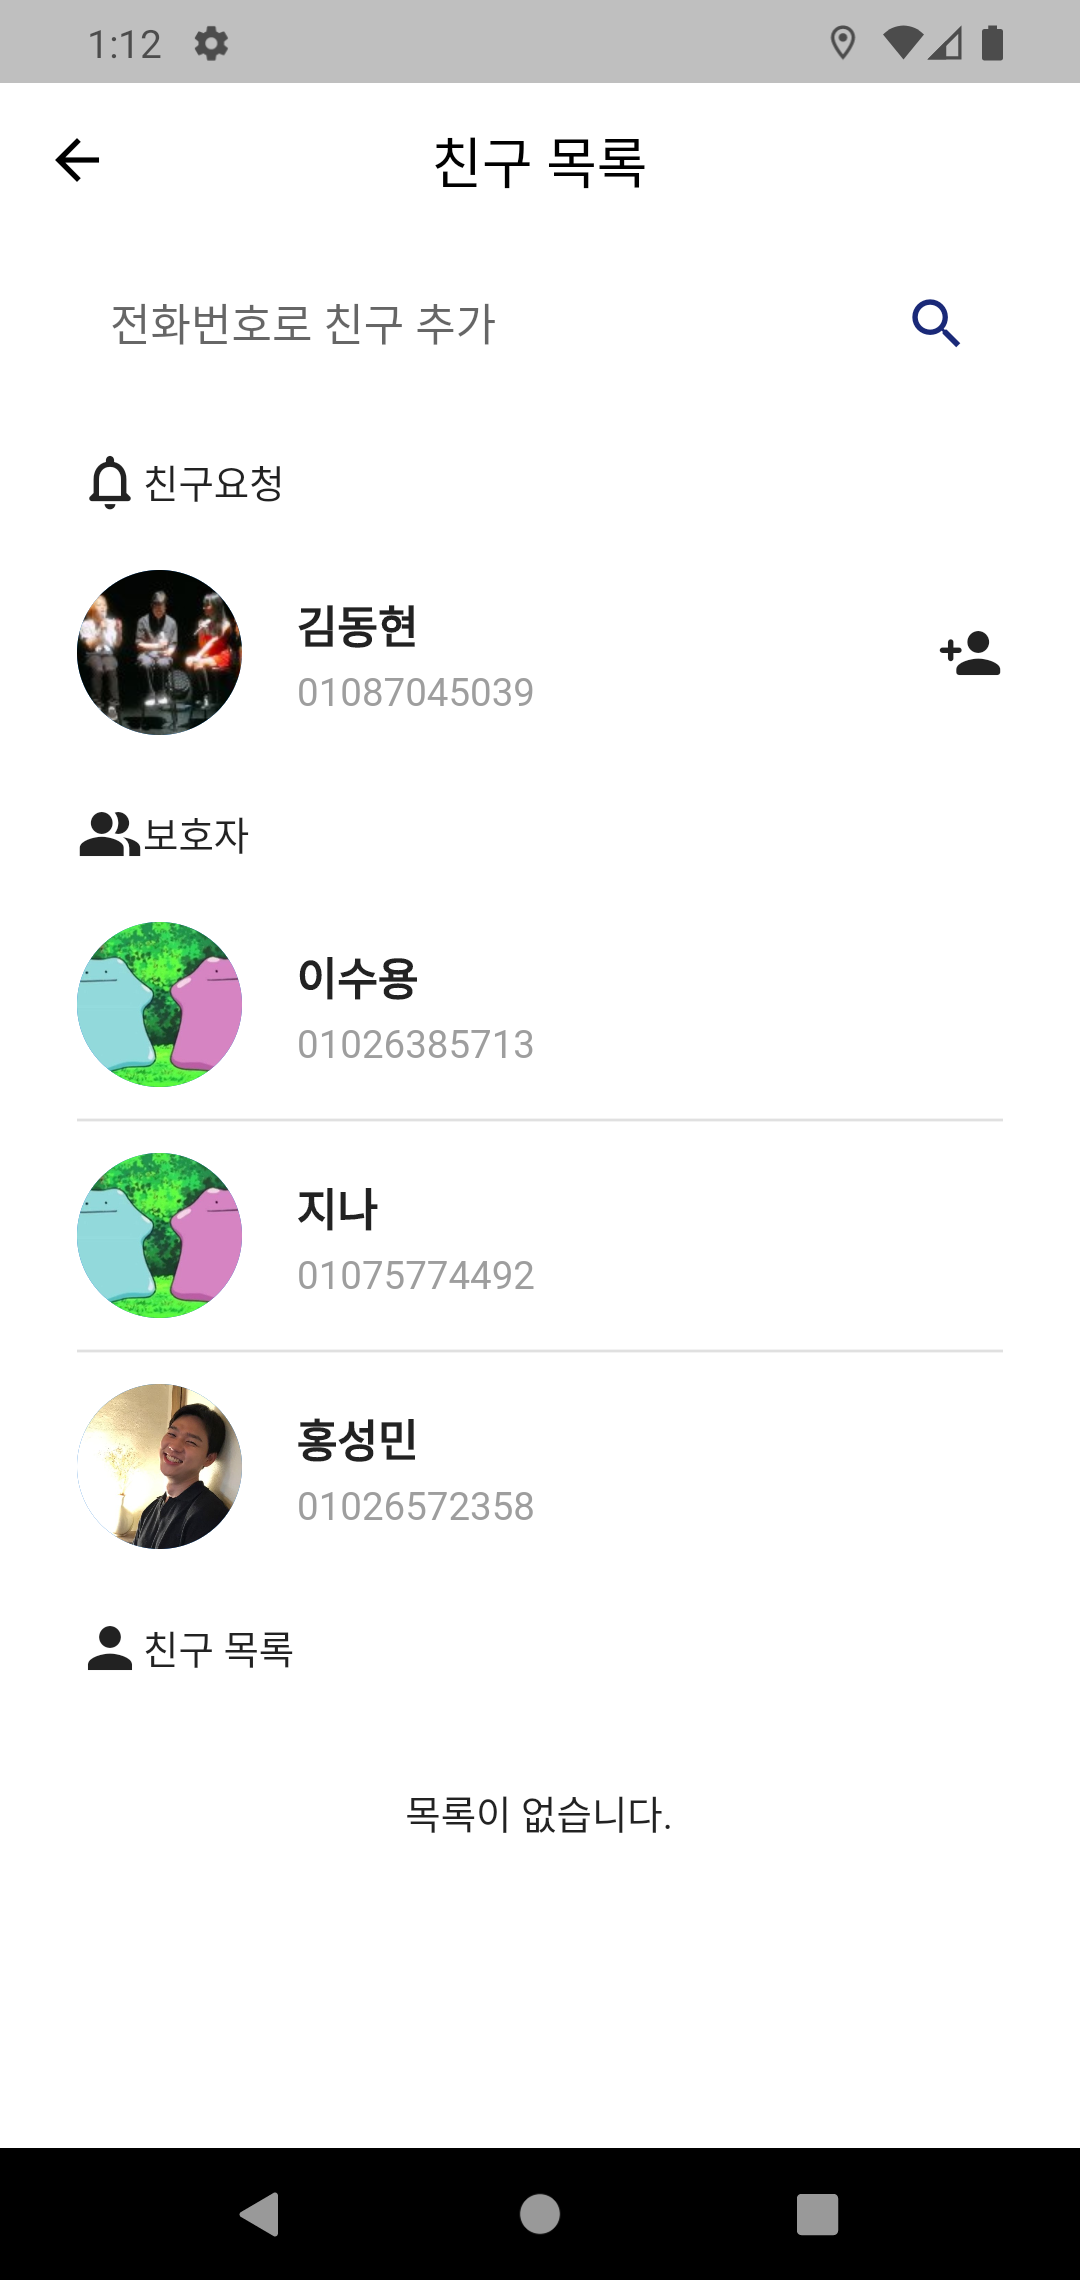 1:12
친구 목록
전화번호로 친구 추가
친구요청
김동현
01087045039
보호자
이수용
01026385713
지나
01075774492
홍성민
01026572358
친구 목록
목록이 없습니다.